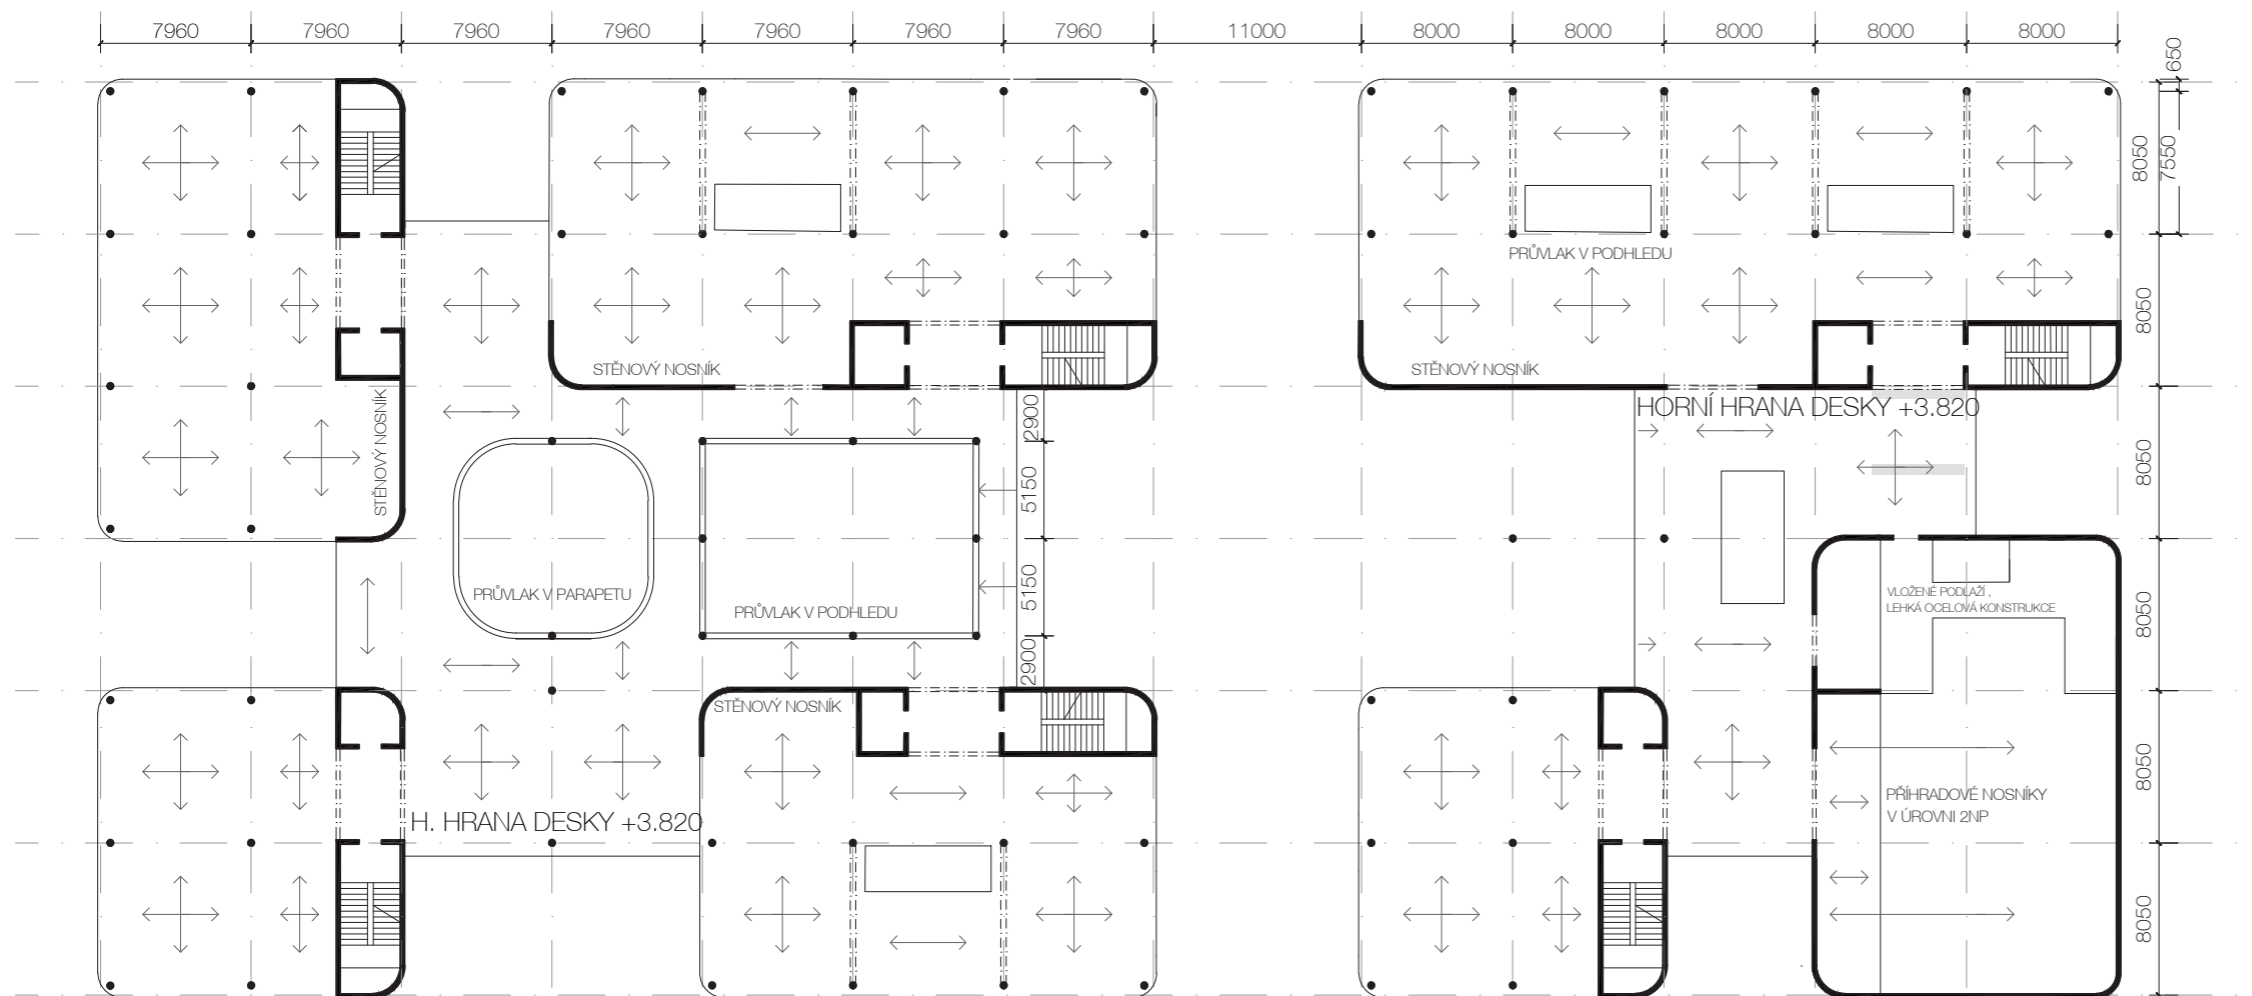 7960 7960 7960 7960 7960 7960 7960 11000 8000 8000 8000 8000 8000
650
8050
7550
PRŮVLAK V PODHLEDU
8050
STĚNOVÝ NOSNÍK
STĚNOVÝ NOSNÍK
STĚNOVÝ NOSNÍK
2900
HORNÍ HRANA DESKY +3.820
8050
5150
PRŮVLAK V PARAPETU
PRŮVLAK V PODHLEDU
5150
VLOŽENÉ PODLAŽÍ ,
LEHKÁ OCELOVÁ KONSTRUKCE
8050
2900
STĚNOVÝ NOSNÍK
H. HRANA DESKY +3.820
PŘÍHRADOVÉ NOSNÍKY
V ÚROVNI 2NP
8050
8050